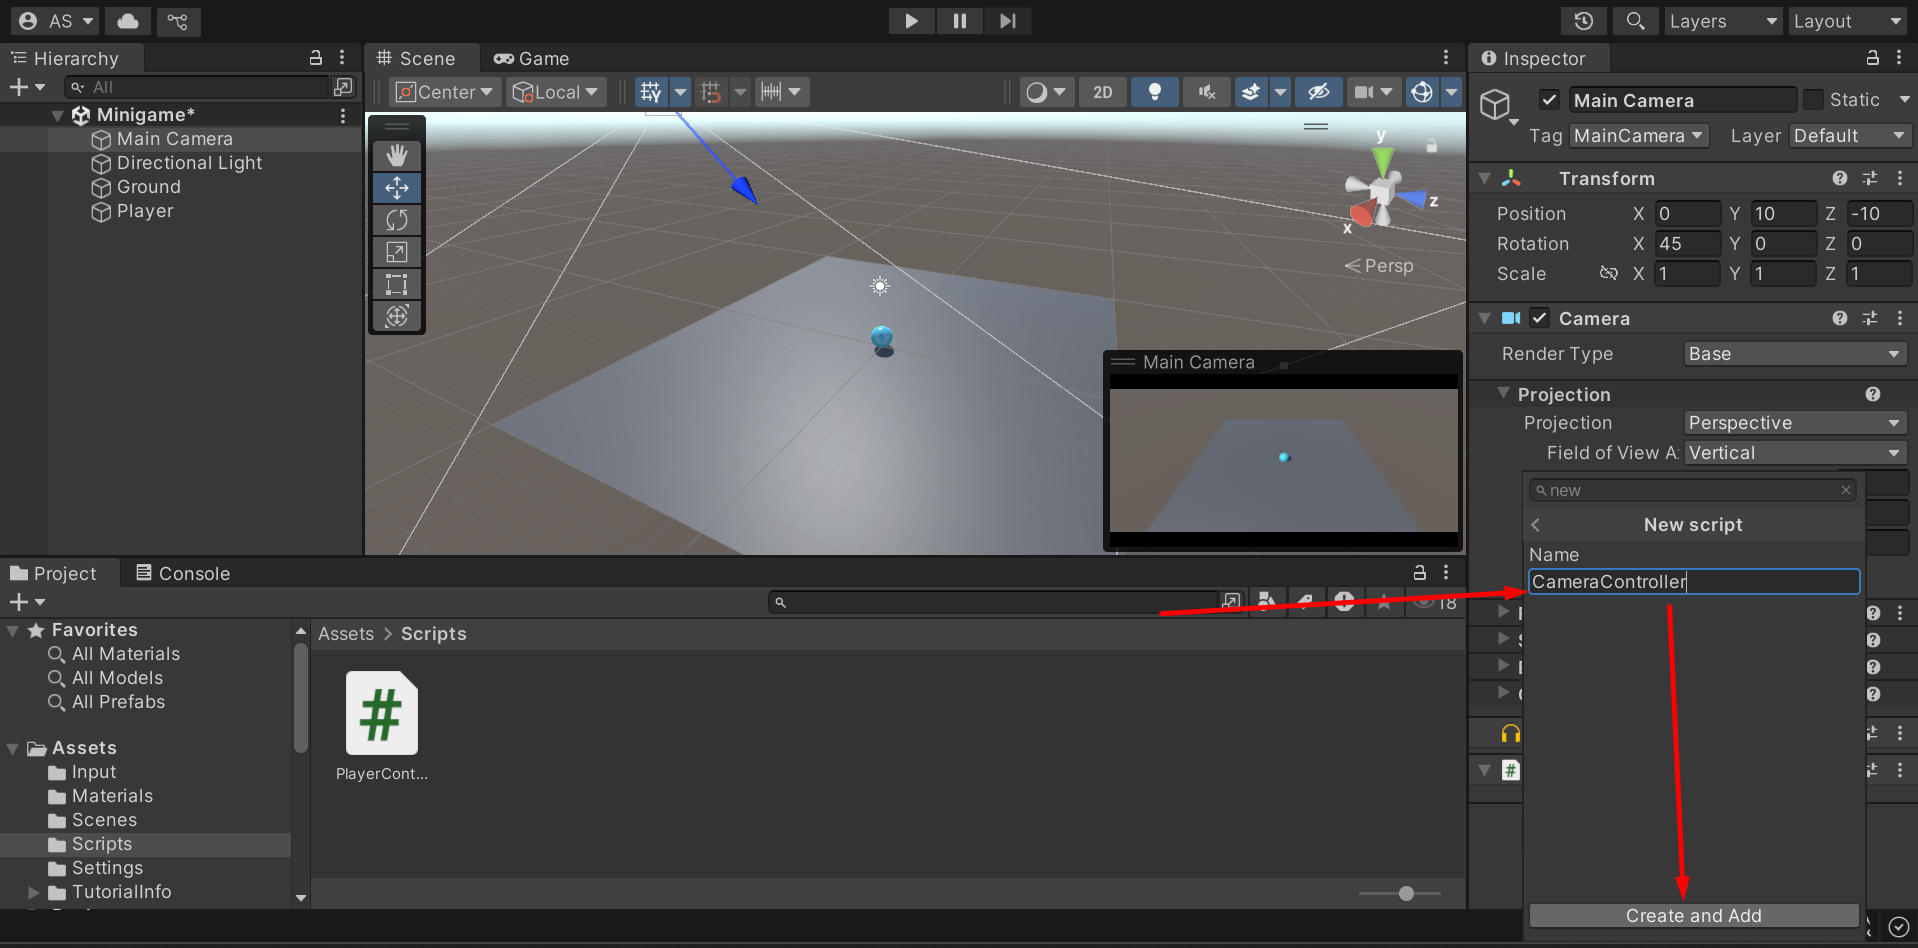 AS
Layers
Layout
Hierarchy
All
Minigame*
Main Camera
Directional Light
Ground
Player
Scene
Game
Center
Local
2D
y
z
x
Persp
Main Camera
Inspector
Main Camera
Static
Tag
MainCamera
Layer
Default
Transform
Position X 0 Y 10 Z -10
Rotation X 45 Y 0 Z 0
Scale X 1 Y 1 Z 1
Camera
Render Type
Base
Projection
Projection
Perspective
Field of View A
Vertical
new
New script
Name
CameraController
Create and Add
Project
Console
18
Favorites
All Materials
All Models
All Prefabs
Assets
Input
Materials
Scenes
Scripts
Settings
TutorialInfo
Assets > Scripts
#
PlayerCont...
#